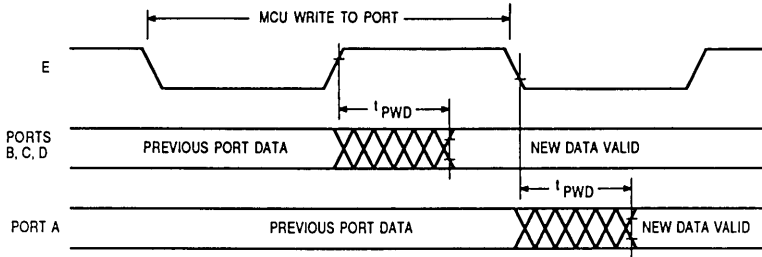 MCU WRITE TO PORT
E
t PWD
PORTS
B, C, D
PREVIOUS PORT DATA
NEW DATA VALID
t PWD
PORT A
PREVIOUS PORT DATA
NEW DATA VALID